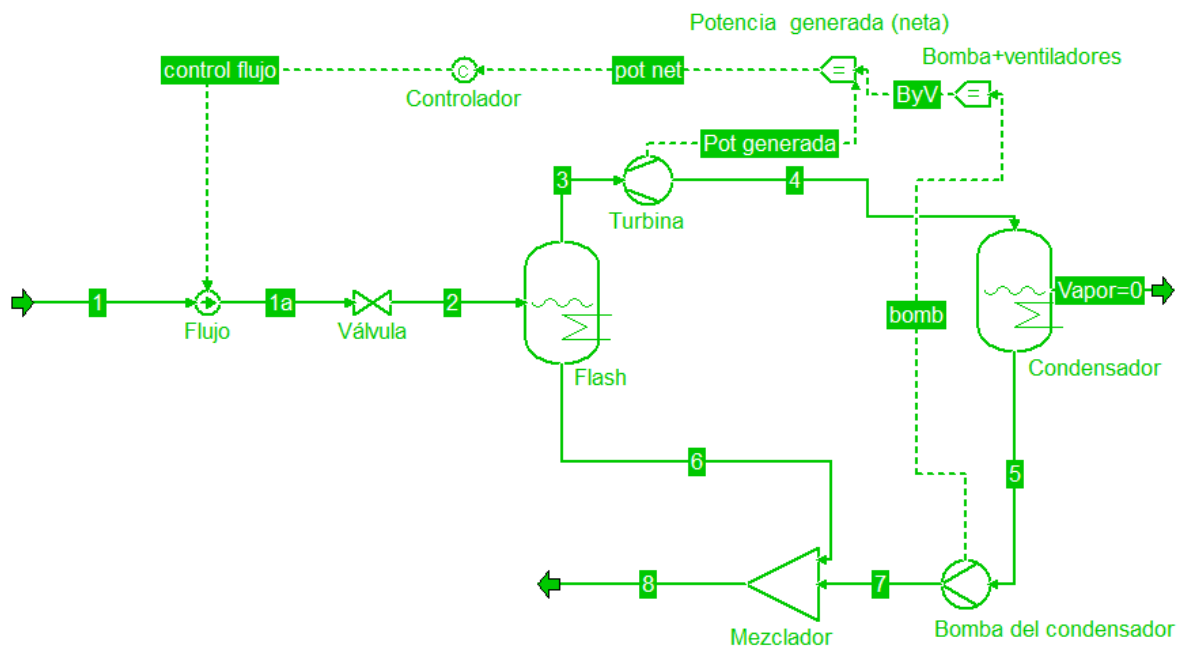 Potencia generada (neta)
Bomba+ventiladores
control flujo
C
pot net
=
ByV
=
Controlador
Pot generada
3
4
Turbina
1
1a
2
Vapor=0
Flujo
Válvula
bomb
Flash
Condensador
6
5
8
7
Mezclador
Bomba del condensador